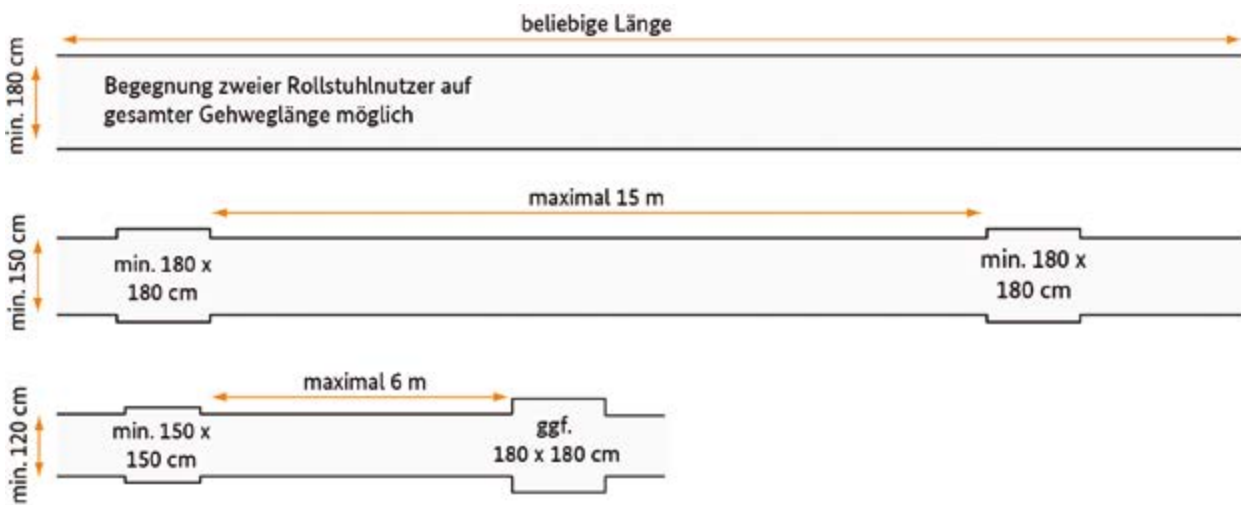 beliebige Länge
min. 180 cm
Begegnung zweier Rollstuhlnutzer auf
gesamter Gehweglänge möglich
maximal 15 m
min. 150 cm
min. 180 x
180 cm
min. 180 x
180 cm
maximal 6 m
min. 120 cm
min. 150 x
150 cm
ggf.
180 x 180 cm